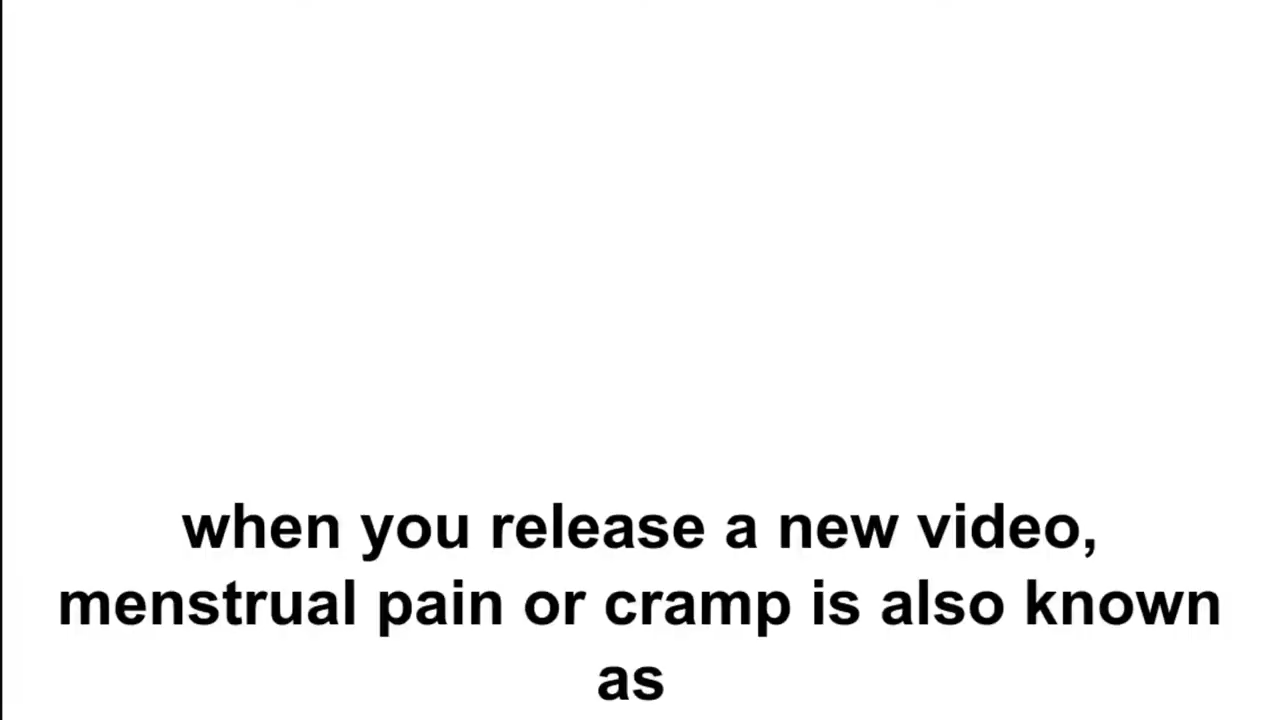 when you release a new video,
menstrual pain or cramp is also known
as